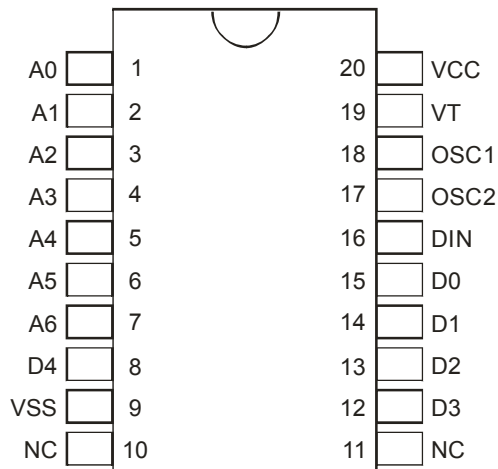 A0 1 20 VCC
A1 2 19 VT
A2 3 18 OSC1
A3 4 17 OSC2
A4 5 16 DIN
A5 6 15 D0
A6 7 14 D1
D4 8 13 D2
VSS 9 12 D3
NC 10 11 NC